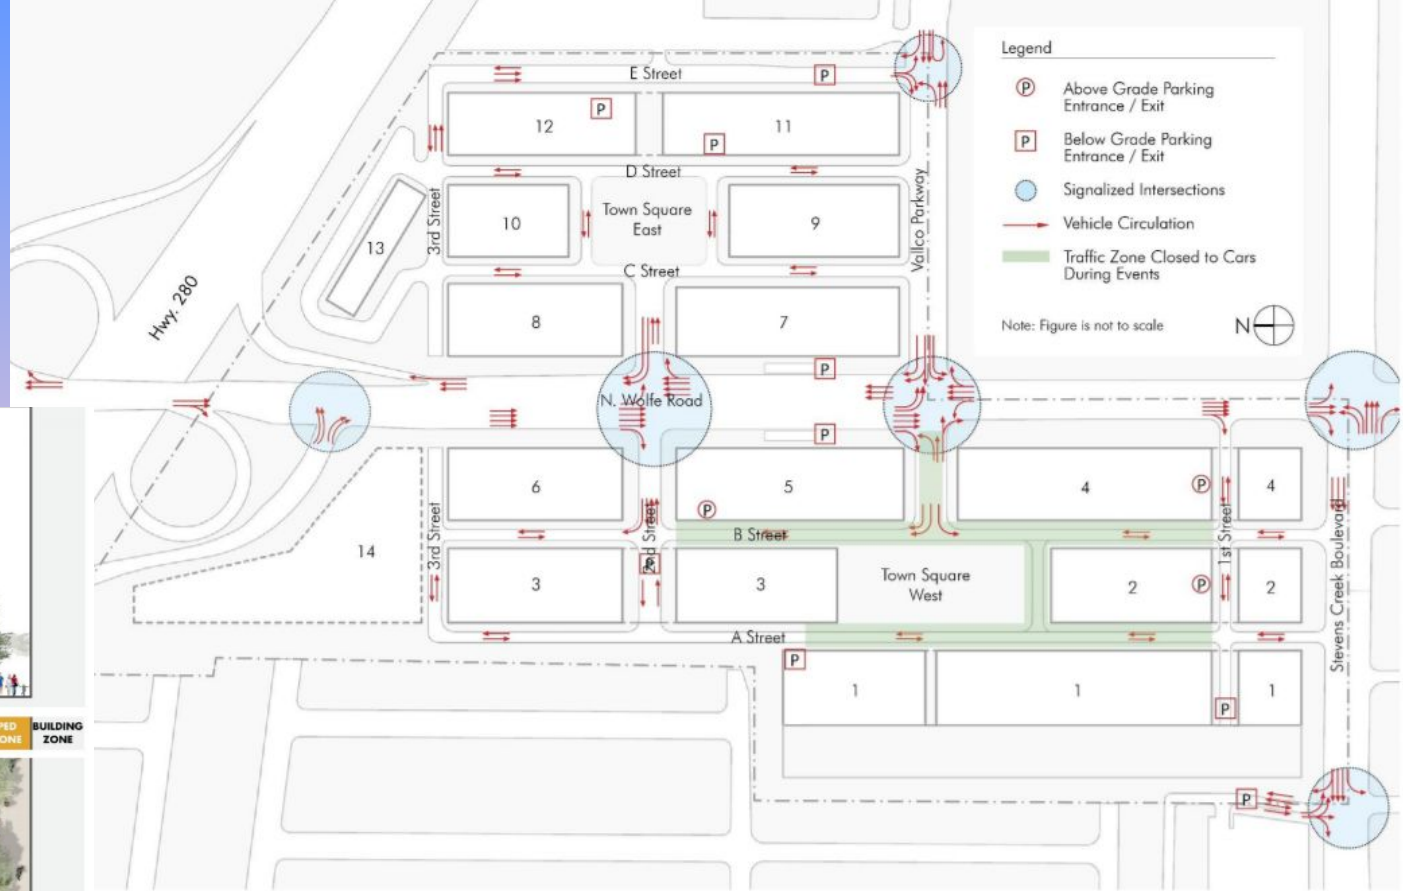 Legend
P
Above Grade Parking
Entrance / Exit
P
Below Grade Parking
Entrance / Exit
Signalized Intersections
Vehicle Circulation
Traffic Zone Closed to Cars
During Events
Note: Figure is not to scale
N
E Street
P
12
P
11
P
D Street
3rd Street
10
Town Square
East
9
Vallco Parkway
13
C Street
Hwy. 280
8
7
P
N. Wolfe Road
P
6
5
P
4
P
4
3rd Street
2nd Street
B Street
1st Street
Stevens Creek Boulevard
14
P
3
3
Town Square
West
2
P
2
A Street
P
1
1
1
P
P
PED
ONE
BUILDING
ZONE